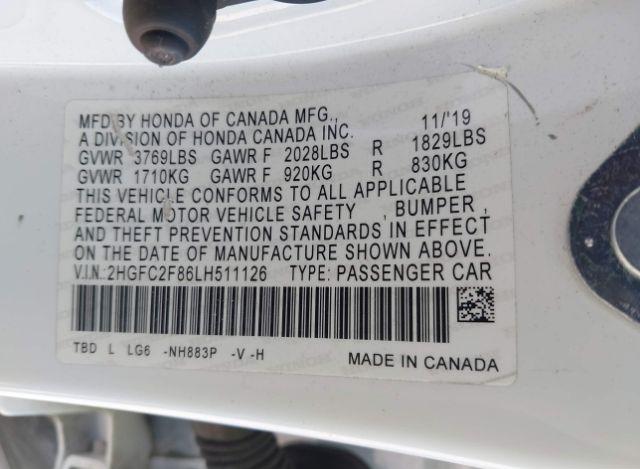 MFD BY HONDA OF CANADA MFG., 11/'19
A DIVISION OF HONDA CANADA INC.
GVWR 3769LBS GAWR F 2028LBS R 1829LBS
GVWR 1710KG GAWR F 920KG R 830KG
THIS VEHICLE CONFORMS TO ALL APPLICABLE
FEDERAL MOTOR VEHICLE SAFETY , BUMPER ,
AND THEFT PREVENTION STANDARDS IN EFFECT
ON THE DATE OF MANUFACTURE SHOWN ABOVE.
V.I.N.:2HGFC2F86LH511126 TYPE: PASSENGER CAR
TBD L LG6 -NH883P -V -H
MADE IN CANADA